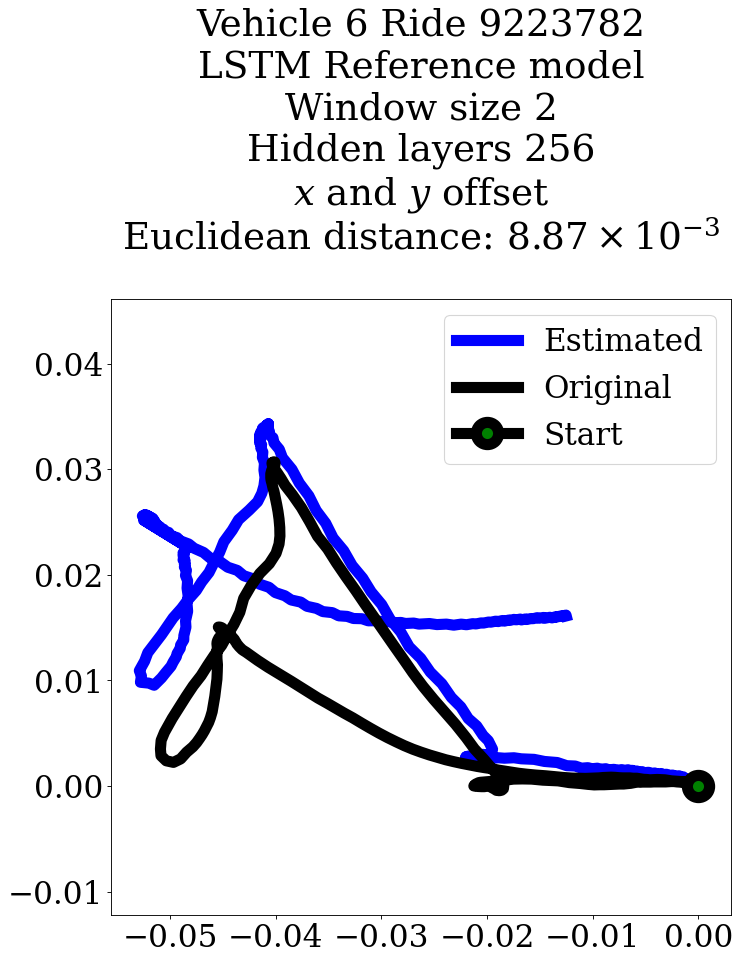 Vehicle 6 Ride 9223782
LSTM Reference model
Window size 2
Hidden layers 256
x and y offset
Euclidean distance: 8.87 × 10⁻³
Estimated
Original
Start
0.04
0.03
0.02
0.01
0.00
−0.01
−0.05 −0.04 −0.03 −0.02 −0.01 0.00